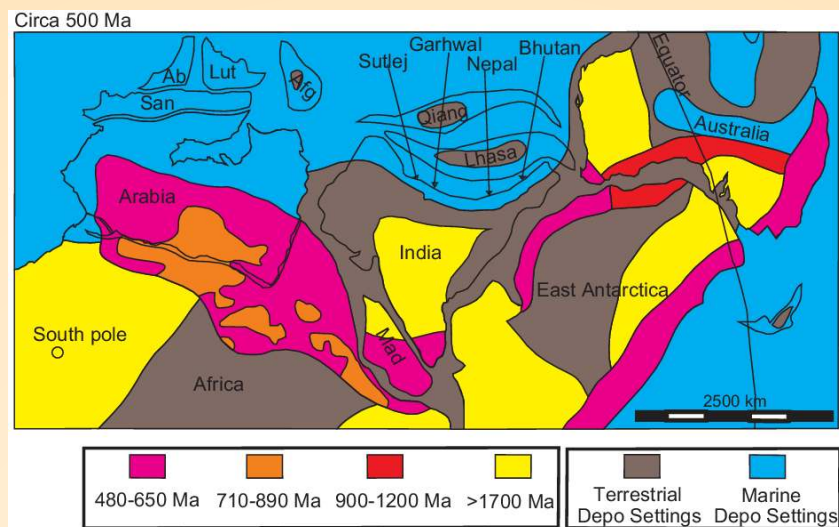 Circa 500 Ma
Garhwal
Bhutan
Sutlej
Nepal
Ab
Lut
Afg
San
Equator
Qiang
Australia
Lhasa
Arabia
India
East Antarctica
South pole
Mad
Africa
2500 km
480-650 Ma
710-890 Ma
900-1200 Ma
>1700 Ma
Terrestrial
Depo Settings
Marine
Depo Settings